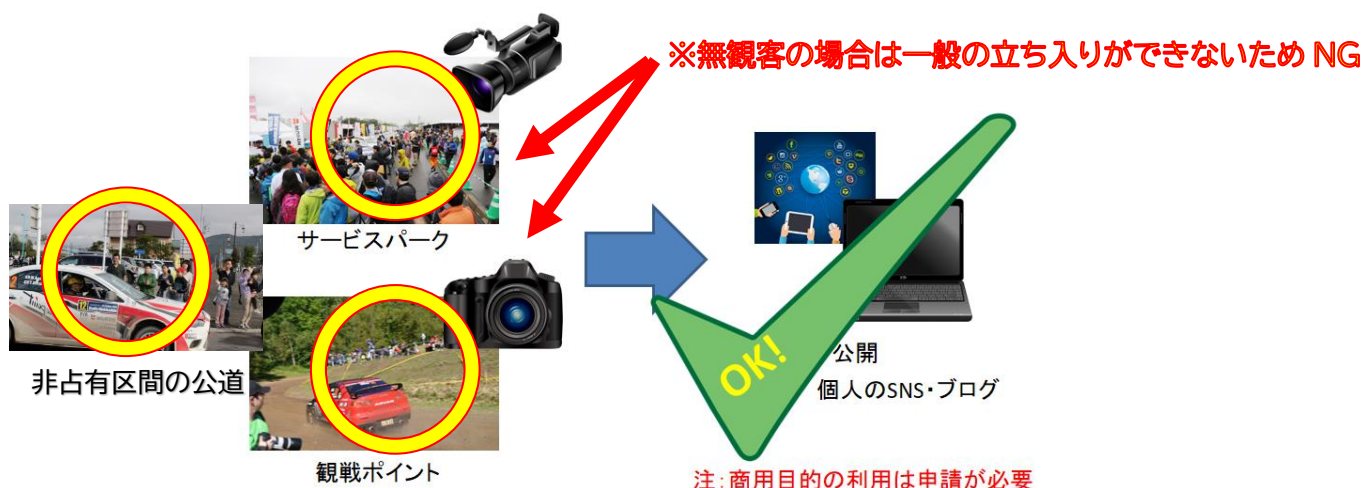 ※無観客の場合は一般の立ち入りができないため NG
サービスパーク
非占有区間の公道
観戦ポイント
OK!
公開
個人のSNS・ブログ
注：商用目的の利用は申請が必要